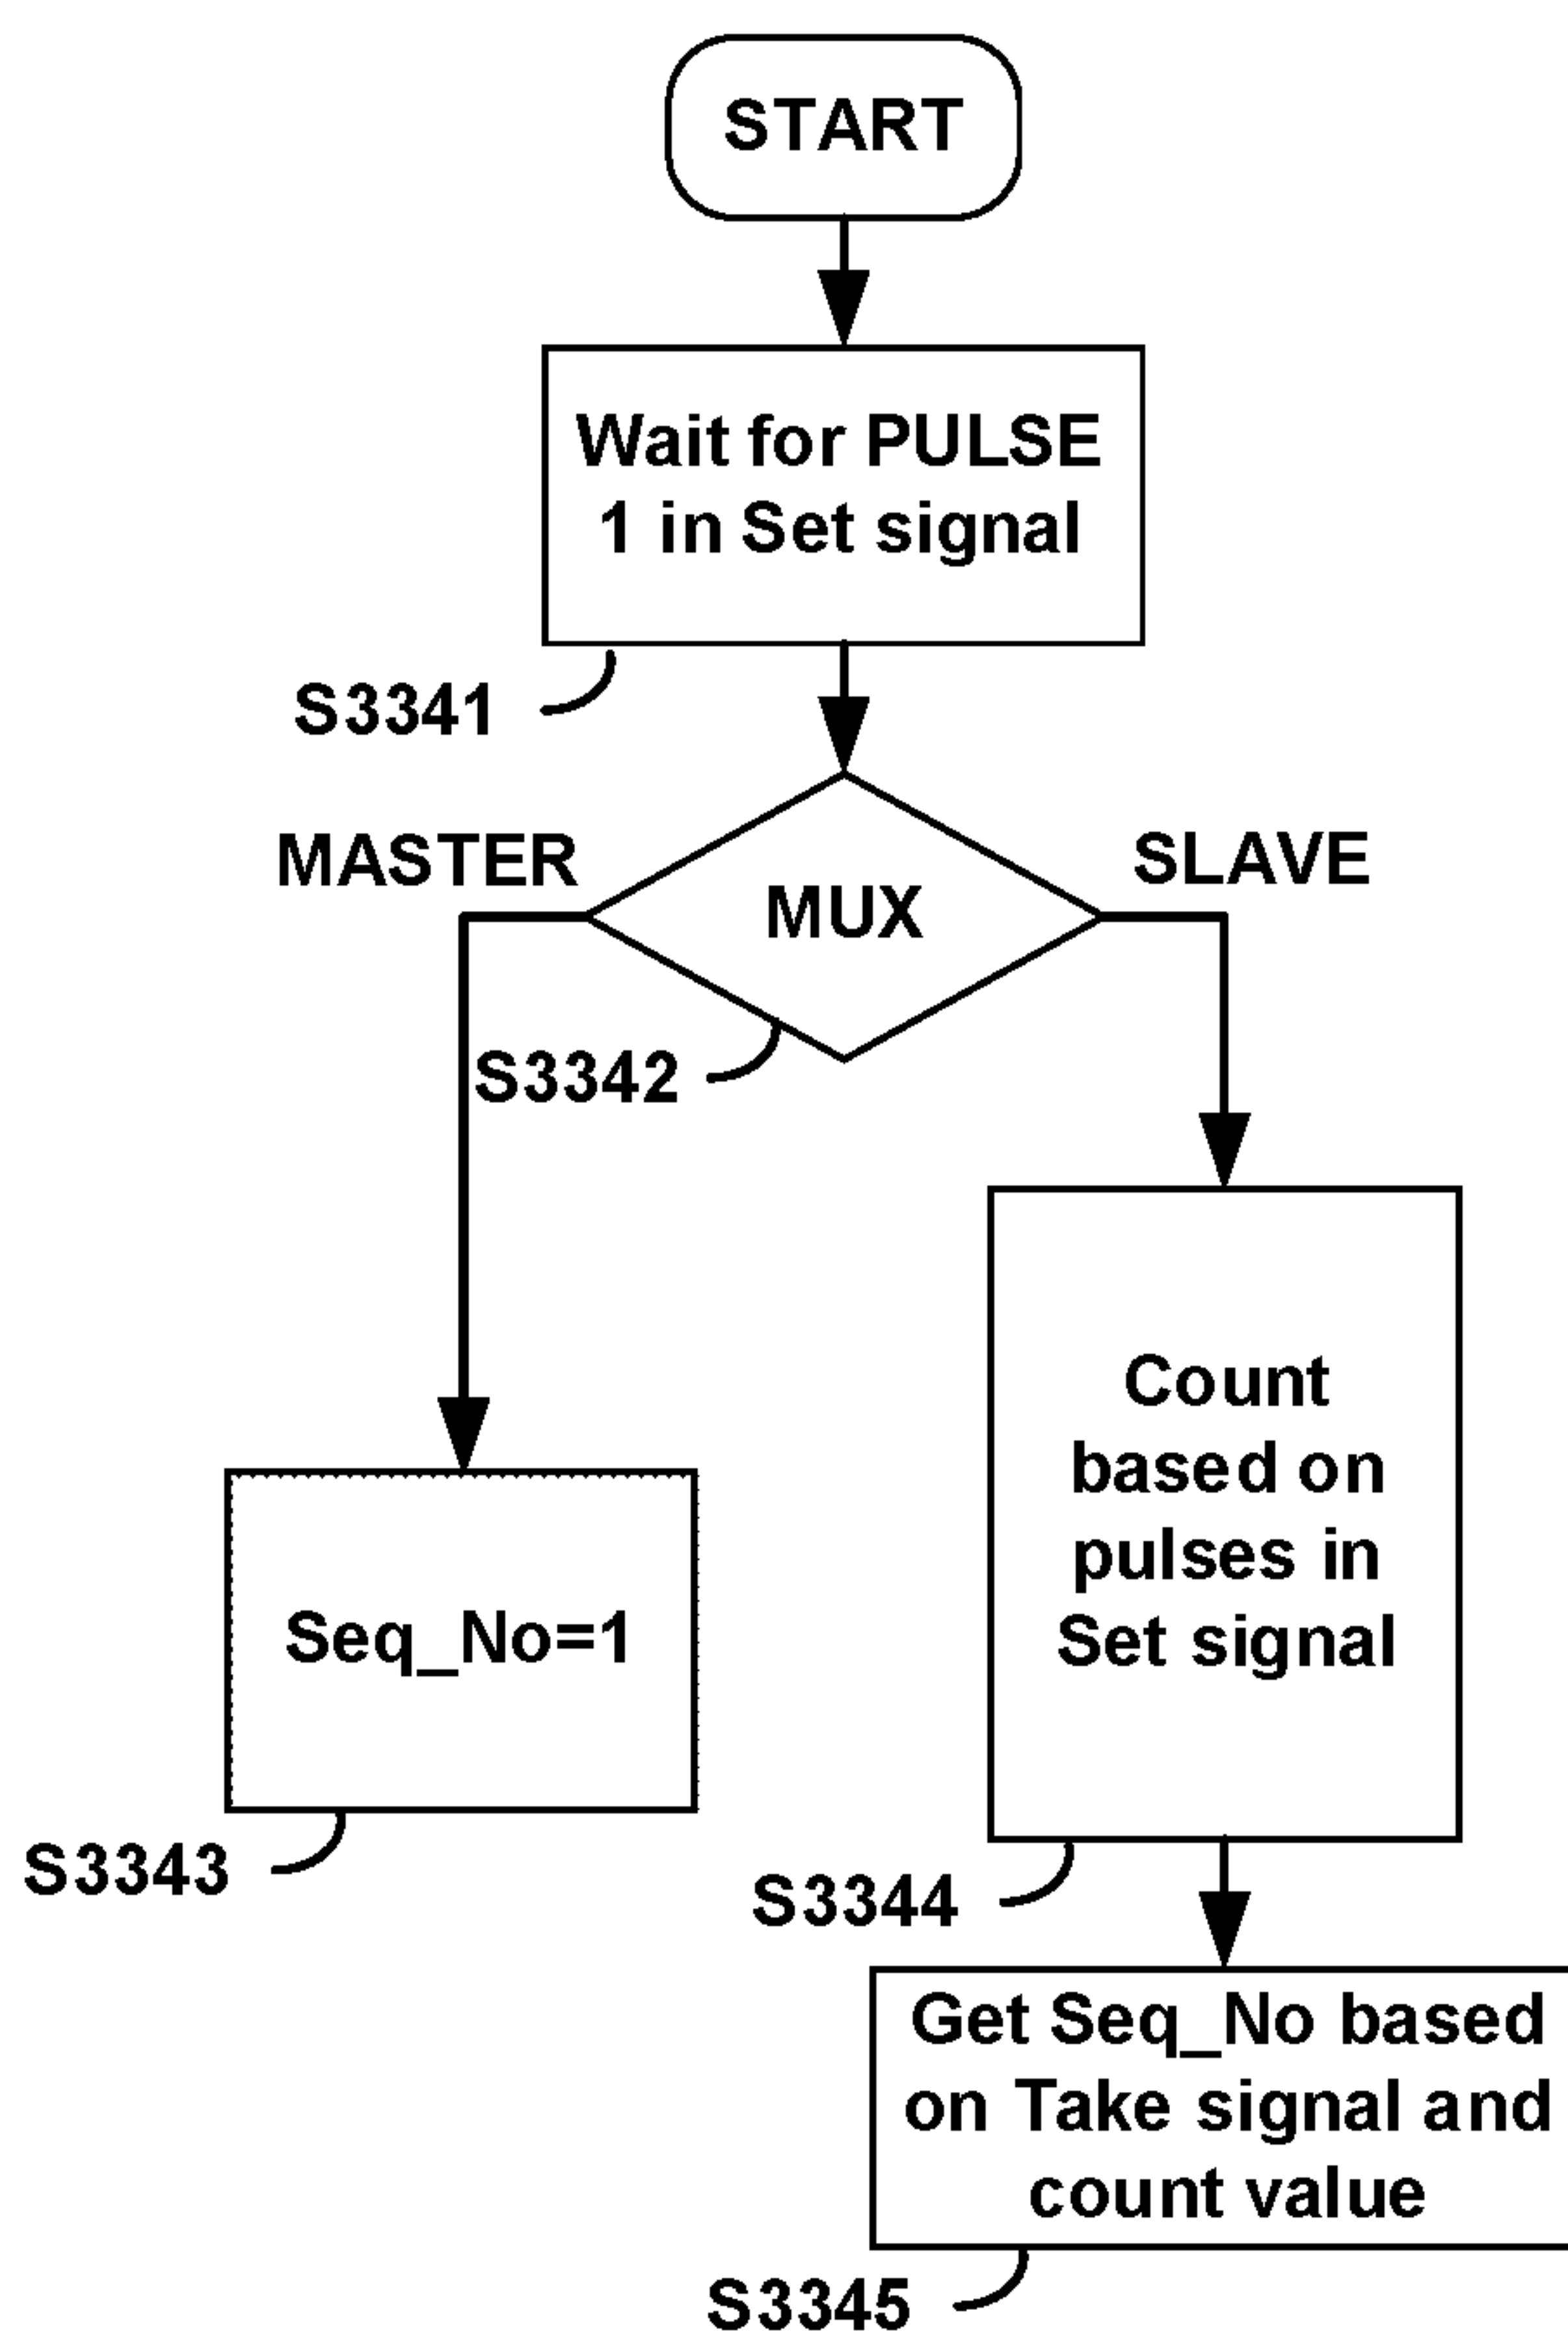 START
Wait for PULSE
1 in Set signal
S3341
MASTER
SLAVE
MUX
S3342
Count
based on
pulses in
Set signal
Seq_No=1
S3343
S3344
Get Seq_No based
on Take signal and
count value
S3345